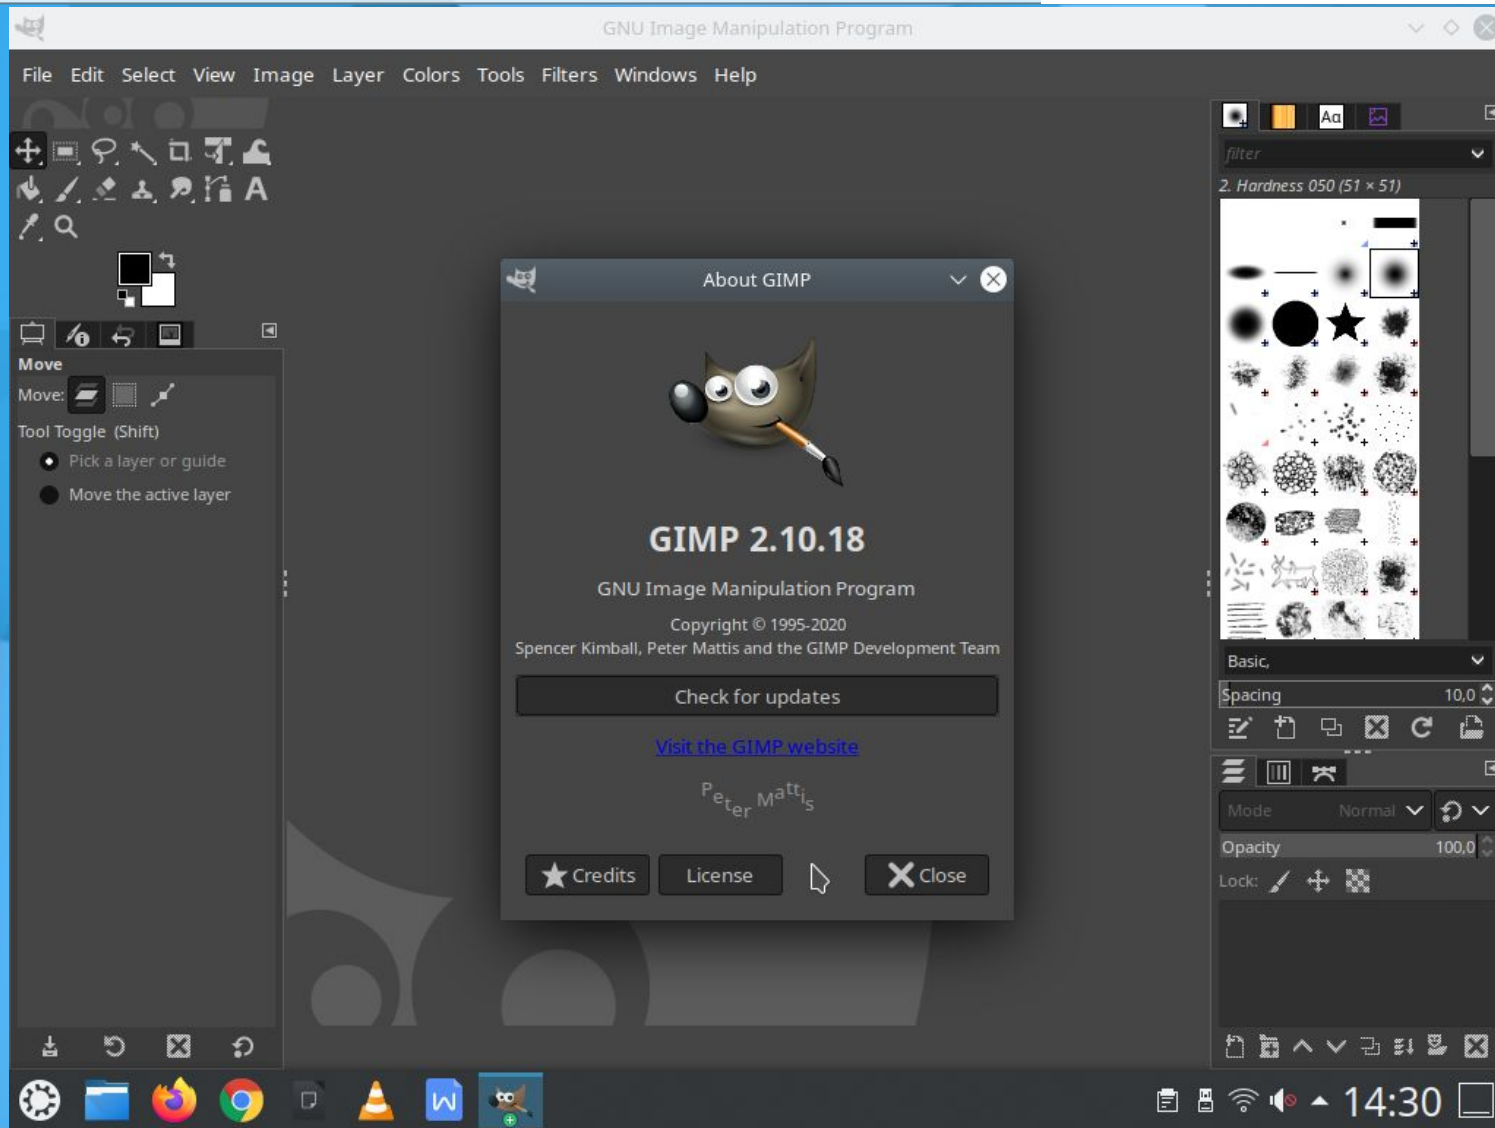 GNU Image Manipulation Program
File Edit Select View Image Layer Colors Tools Filters Windows Help
Aa
filter
2. Hardness 050 (51 × 51)
A
Move
Move:
Tool Toggle (Shift)
Pick a layer or guide
Move the active layer
About GIMP
GIMP 2.10.18
GNU Image Manipulation Program
Copyright © 1995-2020
Spencer Kimball, Peter Mattis and the GIMP Development Team
Check for updates
Visit the GIMP website
Peter Mattis
Credits License Close
Basic,
Spacing 10,0
Mode Normal
Opacity 100,0
Lock:
14:30